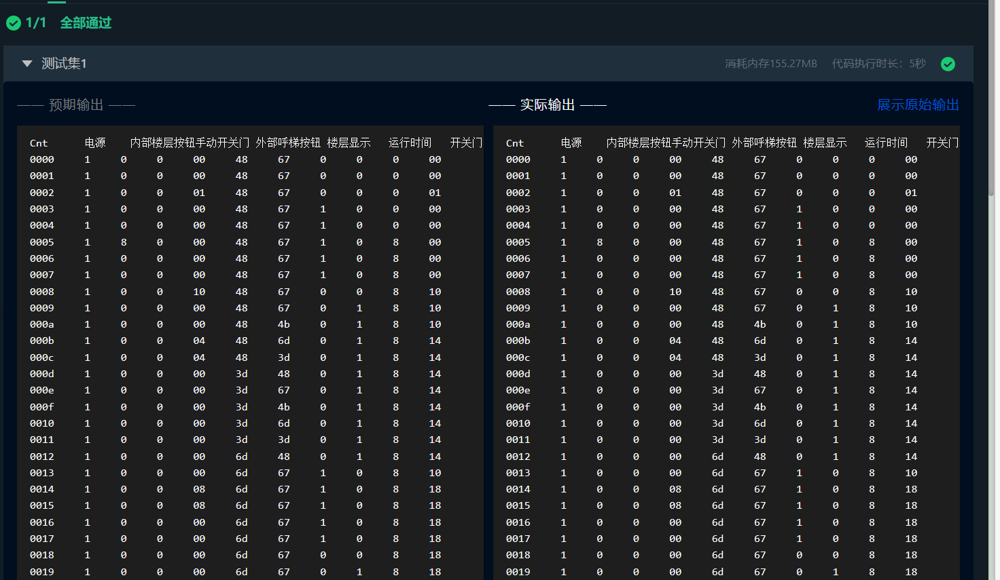 1/1 全部通过
测试集1 消耗内存155.27MB 代码执行时长：5秒
—— 预期输出 ——
Cnt 电源 内部楼层按钮手动开关门 外部呼梯按钮 楼层显示 运行时间 开关门
0000 1 0 0 00 48 67 0 0 0 00
0001 1 0 0 00 48 67 0 0 0 00
0002 1 0 0 01 48 67 0 0 0 01
0003 1 0 0 00 48 67 1 0 0 00
0004 1 0 0 00 48 67 1 0 0 00
0005 1 8 0 00 48 67 1 0 8 00
0006 1 0 0 00 48 67 1 0 8 00
0007 1 0 0 00 48 67 1 0 8 00
0008 1 0 0 10 48 67 0 0 8 10
0009 1 0 0 00 48 67 0 1 8 10
000a 1 0 0 00 48 4b 0 1 8 10
000b 1 0 0 04 48 6d 0 1 8 14
000c 1 0 0 04 48 3d 0 1 8 14
000d 1 0 0 00 3d 48 0 1 8 14
000e 1 0 0 00 3d 67 0 1 8 14
000f 1 0 0 00 3d 4b 0 1 8 14
0010 1 0 0 00 3d 6d 0 1 8 14
0011 1 0 0 00 3d 3d 0 1 8 14
0012 1 0 0 00 6d 48 0 1 8 14
0013 1 0 0 00 6d 67 1 0 8 10
0014 1 0 0 08 6d 67 1 0 8 18
0015 1 0 0 08 6d 67 1 0 8 18
0016 1 0 0 00 6d 67 1 0 8 18
0017 1 0 0 00 6d 67 1 0 8 18
0018 1 0 0 00 6d 67 0 0 8 18
0019 1 0 0 00 6d 67 0 1 8 18
—— 实际输出 —— 展示原始输出
Cnt 电源 内部楼层按钮手动开关门 外部呼梯按钮 楼层显示 运行时间 开关门
0000 1 0 0 00 48 67 0 0 0 00
0001 1 0 0 00 48 67 0 0 0 00
0002 1 0 0 01 48 67 0 0 0 01
0003 1 0 0 00 48 67 1 0 0 00
0004 1 0 0 00 48 67 1 0 0 00
0005 1 8 0 00 48 67 1 0 8 00
0006 1 0 0 00 48 67 1 0 8 00
0007 1 0 0 00 48 67 1 0 8 00
0008 1 0 0 10 48 67 0 0 8 10
0009 1 0 0 00 48 67 0 1 8 10
000a 1 0 0 00 48 4b 0 1 8 10
000b 1 0 0 04 48 6d 0 1 8 14
000c 1 0 0 04 48 3d 0 1 8 14
000d 1 0 0 00 3d 48 0 1 8 14
000e 1 0 0 00 3d 67 0 1 8 14
000f 1 0 0 00 3d 4b 0 1 8 14
0010 1 0 0 00 3d 6d 0 1 8 14
0011 1 0 0 00 3d 3d 0 1 8 14
0012 1 0 0 00 6d 48 0 1 8 14
0013 1 0 0 00 6d 67 1 0 8 10
0014 1 0 0 08 6d 67 1 0 8 18
0015 1 0 0 08 6d 67 1 0 8 18
0016 1 0 0 00 6d 67 1 0 8 18
0017 1 0 0 00 6d 67 1 0 8 18
0018 1 0 0 00 6d 67 0 0 8 18
0019 1 0 0 00 6d 67 0 1 8 18